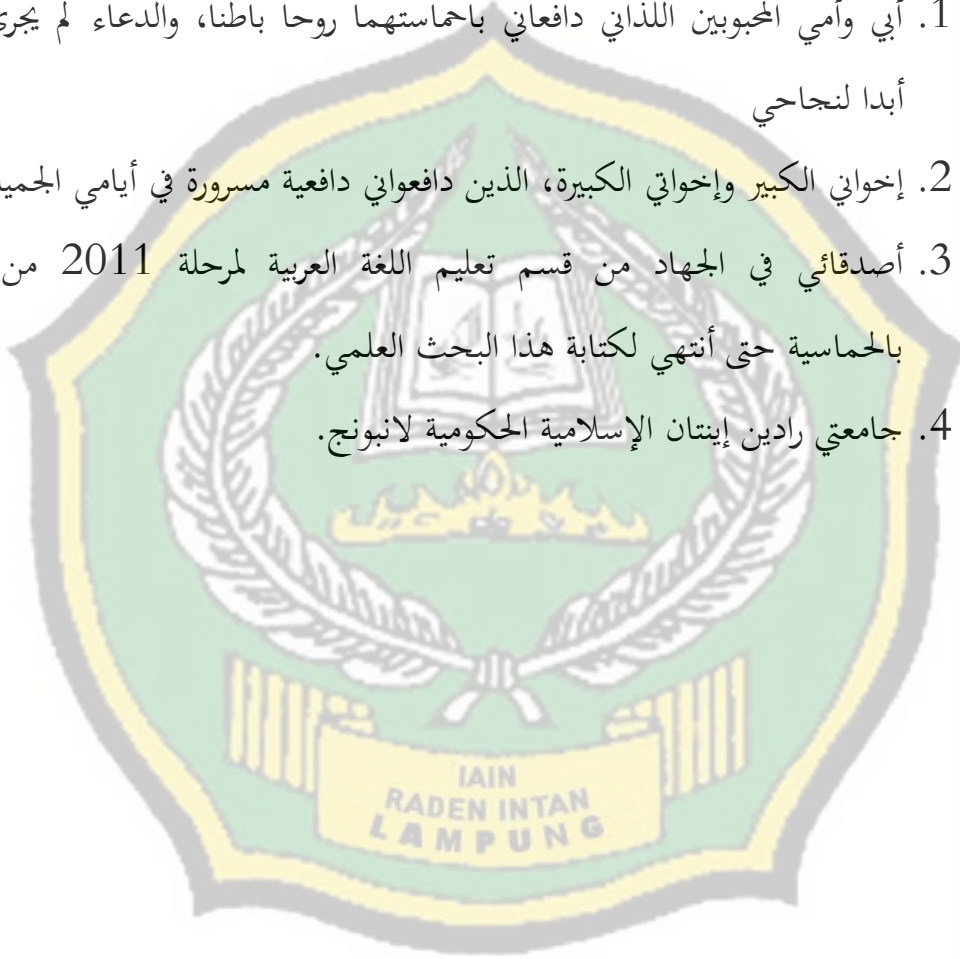 1. أبي وأمي المحبوبين اللذاني دافعاني باحماستهما روحا باطنا، والدعاء لم يجرى
أبدا لنجاحي
2. إخواني الكبير وإخواتي الكبيرة، الذين دافعواني دافعية مسرورة في أيامي
3. أصدقائي في الجهاد من قسم تعليم اللغة العربية لمرحلة 2011 من
بالحماسية حتى أنتهي لكتابة هذا البحث العلمي.
4. جامعتي رادين إينتان الإسلامية الحكومية لانبونج.
IAIN
RADEN INTAN
LAMPUNG